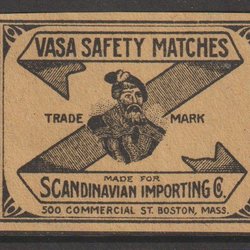 VASA SAFETY MATCHES
TRADE MARK
MADE FOR
SCANDINAVIAN IMPORTING Co.
500 COMMERCIAL ST. BOSTON, MASS.